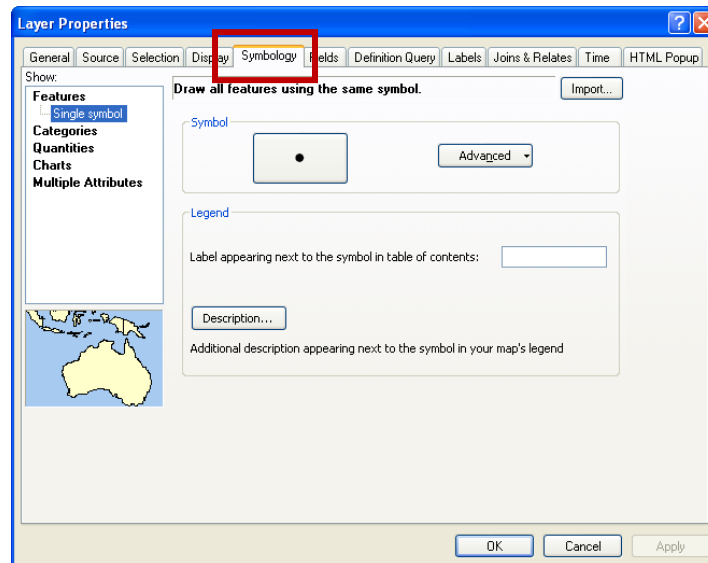 Layer Properties
General Source Selection Display Symbology Fields Definition Query Labels Joins & Relates Time HTML Popup
Show:
Features
Single symbol
Categories
Quantities
Charts
Multiple Attributes
Draw all features using the same symbol.
Import...
Symbol
Advanced
Legend
Label appearing next to the symbol in table of contents:
Description...
Additional description appearing next to the symbol in your map's legend
OK Cancel Apply